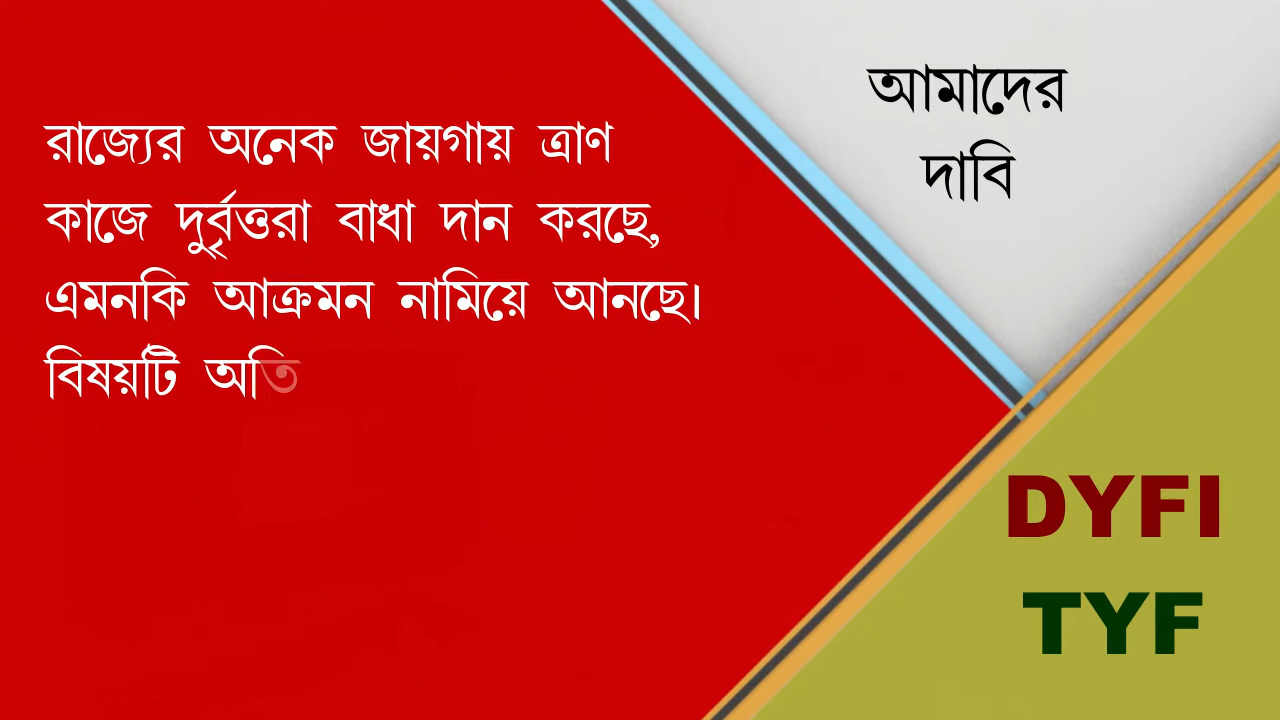 রাজ্যের অনেক জায়গায় ত্রাণ
কাজে দুর্বৃত্তরা বাধা দান করছে,
এমনকি আক্রমন নামিয়ে আনছে।
বিষয়টি অতি
আমাদের
দাবি
DYFI
TYF